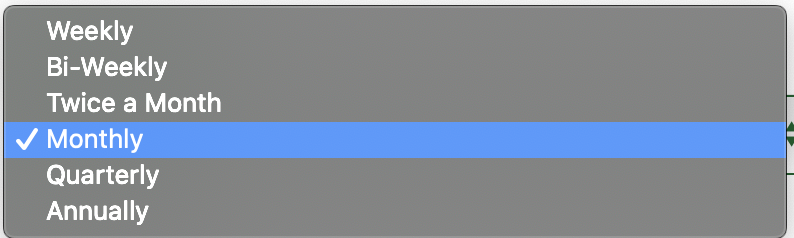 Weekly
Bi-Weekly
Twice a Month
Monthly
Quarterly
Annually